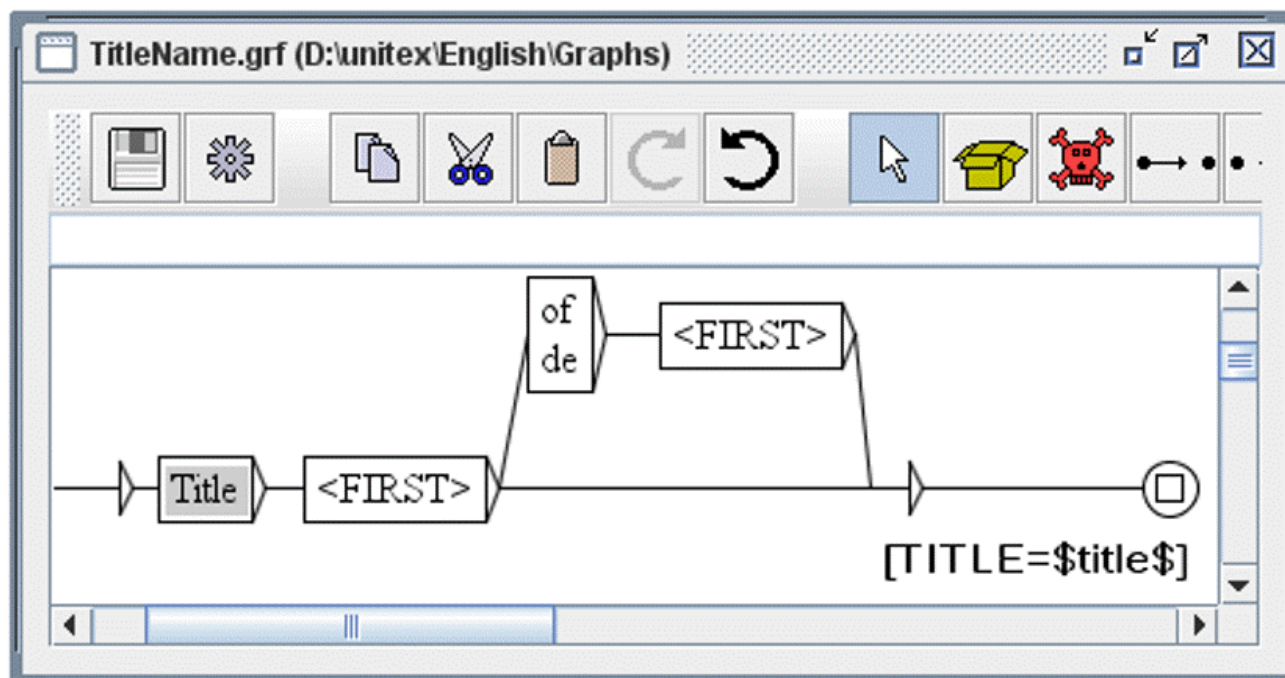 TitleName.grf (D:\unitex\English\Graphs)
of
de
<FIRST>
Title
<FIRST>
[TITLE=$title$]